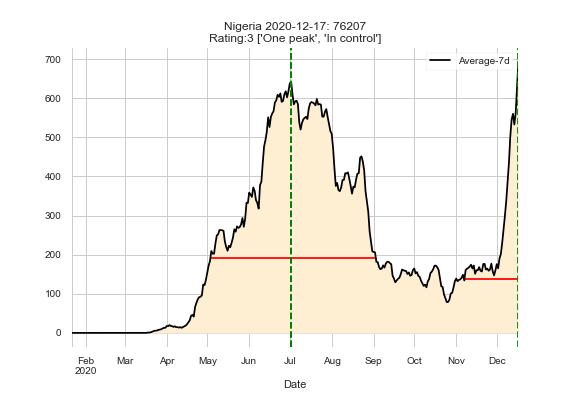 Nigeria 2020-12-17: 76207
Rating:3 ['One peak', 'In control']
Average-7d
700
600
500
400
300
200
100
0
Feb
2020
Mar
Apr
May
Jun
Jul
Aug
Sep
Oct
Nov
Dec
Date